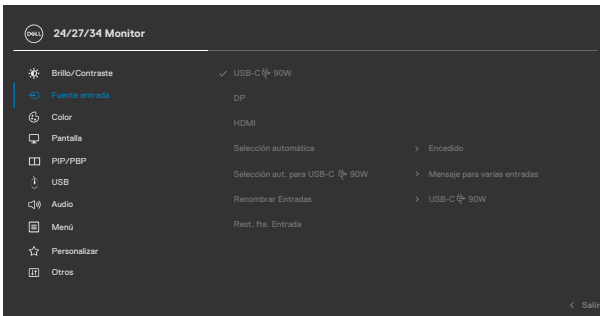 DELL 24/27/34 Monitor
Brillo/Contraste ✓ USB-C 90W
Fuente entrada DP
Color HDMI
Pantalla Selección automática > Encedido
PIP/PBP Selección aut. para USB-C 90W > Mensaje para varias entradas
USB Renombrar Entradas > USB-C 90W
Audio Rest. fte. Entrada
Menú
Personalizar
Otros
< Salir